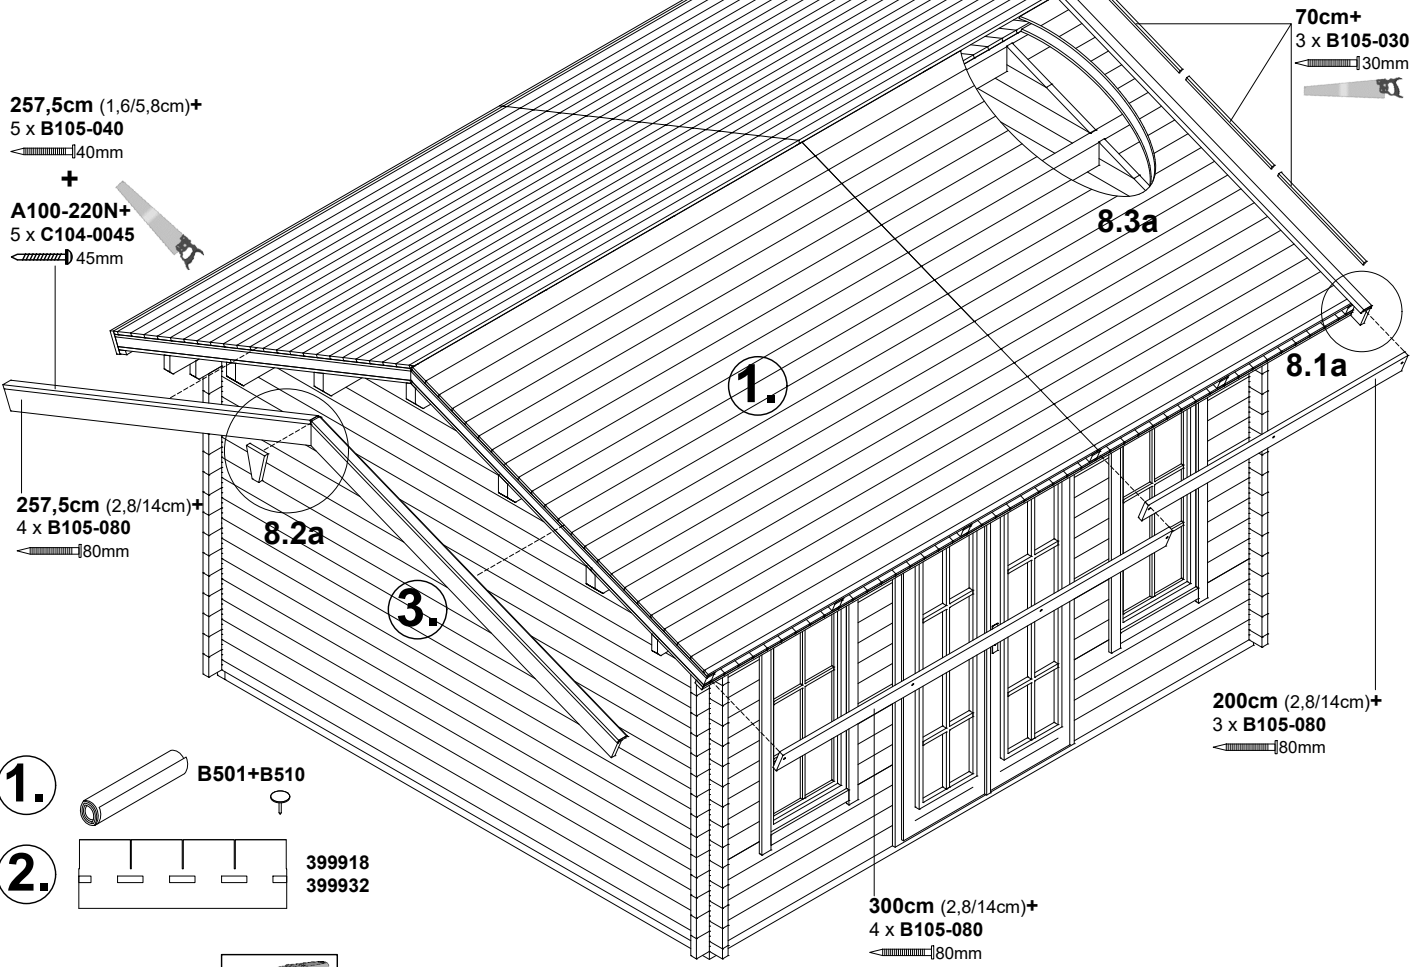 70cm+
3 x B105-030
30mm
257,5cm (1,6/5,8cm)+
5 x B105-040
40mm
+
A100-220N+
5 x C104-0045
45mm
8.3a
8.1a
1.
257,5cm (2,8/14cm)+
4 x B105-080
80mm
8.2a
3.
200cm (2,8/14cm)+
3 x B105-080
80mm
1.
B501+B510
2.
399918
399932
300cm (2,8/14cm)+
4 x B105-080
80mm